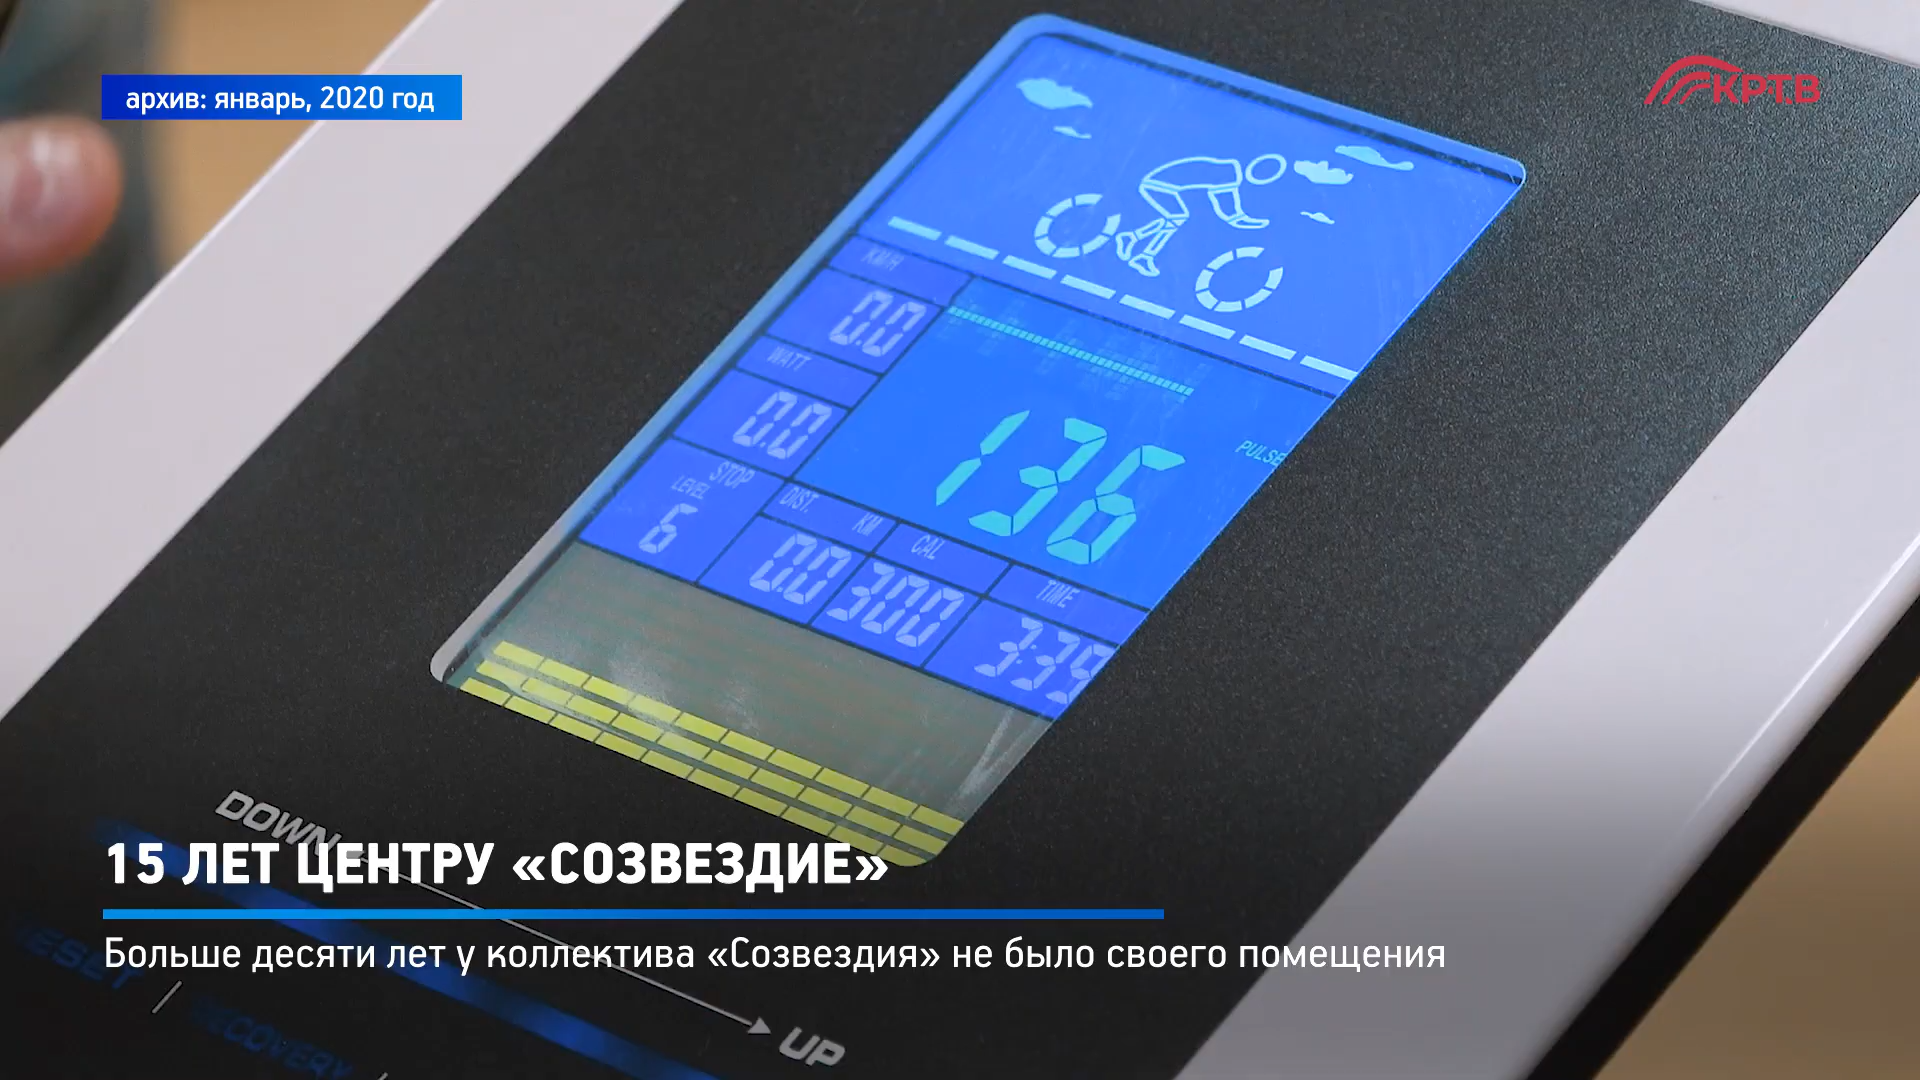 архив: январь, 2020 год
КРТВ
KM/H
0.0
WATT
0.0
136
PULSE
STOP
LEVEL
6
DIST. KM
0.0
CAL
300
TIME
3:39
DOWN
UP
15 ЛЕТ ЦЕНТРУ «СОЗВЕЗДИЕ»
Больше десяти лет у коллектива «Созвездия» не было своего помещения
RECOVERY